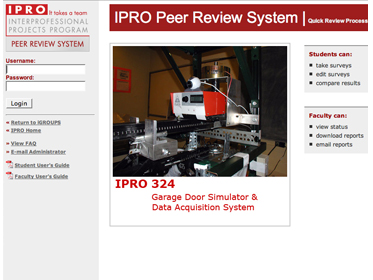 IPRO It takes a team
INTERPROFESSIONAL
PROJECTS PROGRAM
PEER REVIEW SYSTEM
Username:
Password:
Login
» Return to iGROUPS
» IPRO Home
» View FAQ
» E-mail Administrator
Student User's Guide
Faculty User's Guide
IPRO Peer Review System | Quick Review Process
IPRO 324
Garage Door Simulator &
Data Acquisition System
Students can:
take surveys
edit surveys
compare results
Faculty can:
view status
download reports
email reports